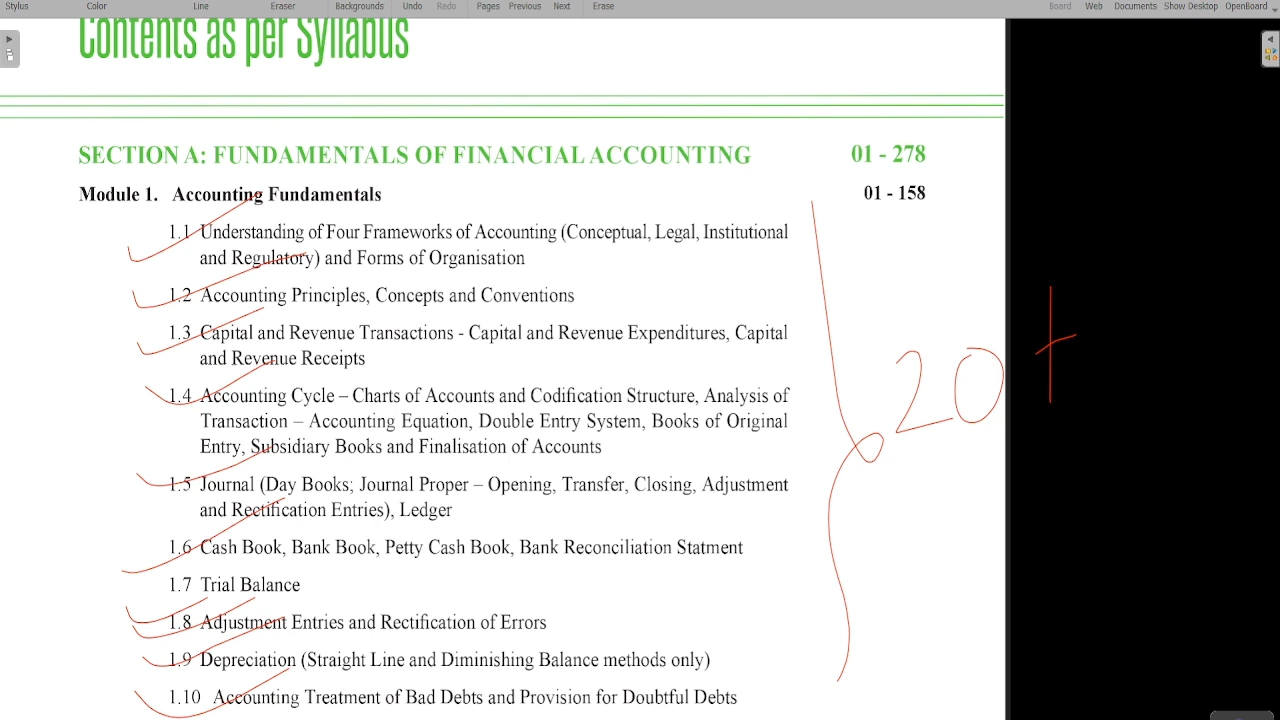 Stylus Color Line Eraser Backgrounds Undo Redo Pages Previous Next Erase Board Web Documents Show Desktop OpenBoard
Contents as per Syllabus
SECTION A: FUNDAMENTALS OF FINANCIAL ACCOUNTING 01 - 278
Module 1. Accounting Fundamentals 01 - 158
1.1 Understanding of Four Frameworks of Accounting (Conceptual, Legal, Institutional
and Regulatory) and Forms of Organisation
1.2 Accounting Principles, Concepts and Conventions
1.3 Capital and Revenue Transactions - Capital and Revenue Expenditures, Capital
and Revenue Receipts
1.4 Accounting Cycle – Charts of Accounts and Codification Structure, Analysis of
Transaction – Accounting Equation, Double Entry System, Books of Original
Entry, Subsidiary Books and Finalisation of Accounts
1.5 Journal (Day Books; Journal Proper – Opening, Transfer, Closing, Adjustment
and Rectification Entries), Ledger
1.6 Cash Book, Bank Book, Petty Cash Book, Bank Reconciliation Statment
1.7 Trial Balance
1.8 Adjustment Entries and Rectification of Errors
1.9 Depreciation (Straight Line and Diminishing Balance methods only)
1.10 Accounting Treatment of Bad Debts and Provision for Doubtful Debts
20 +